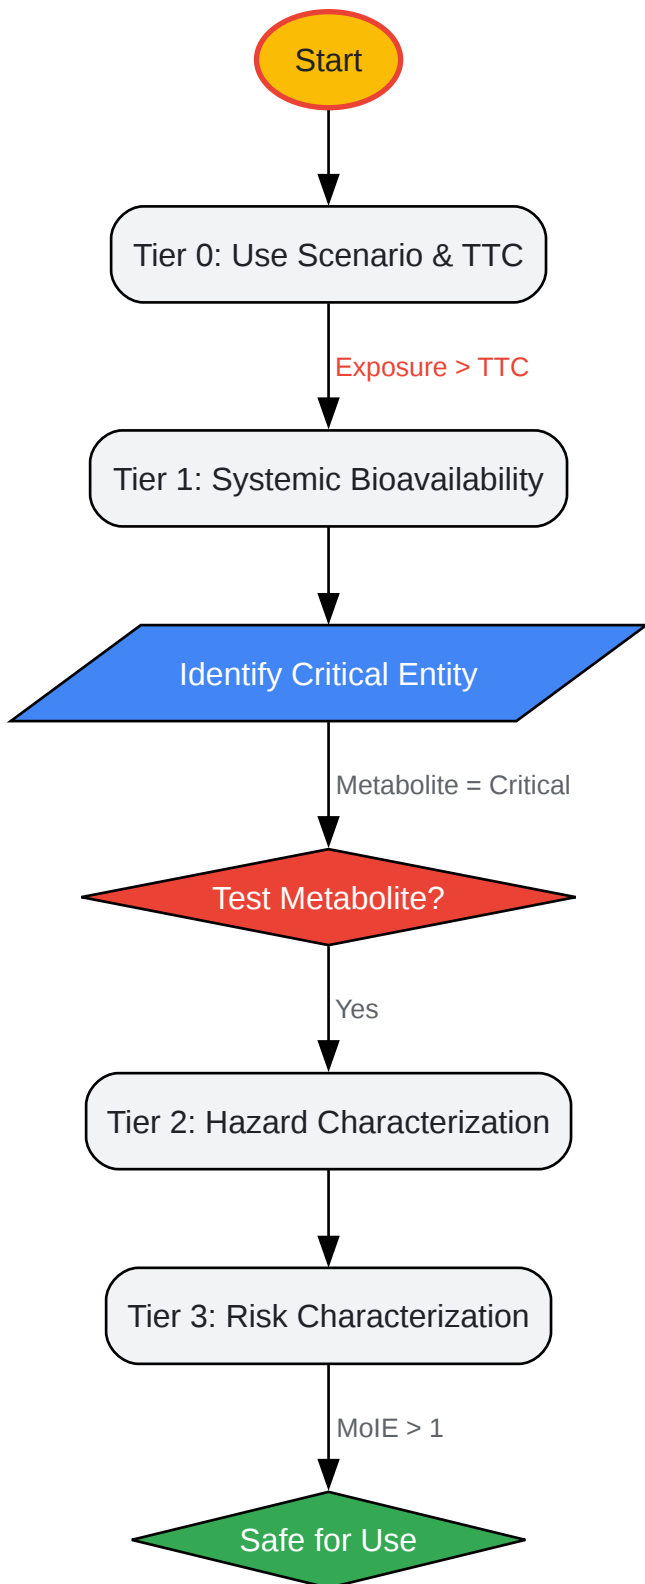 Start
Tier 0: Use Scenario & TTC
Exposure > TTC
Tier 1: Systemic Bioavailability
Identify Critical Entity
Metabolite = Critical
Test Metabolite?
Yes
Tier 2: Hazard Characterization
Tier 3: Risk Characterization
MoIE > 1
Safe for Use